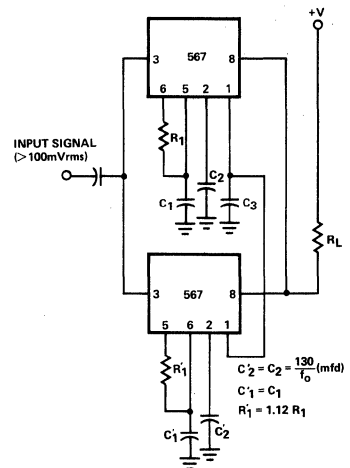 +V
3 567 8
6 5 2 1
R1
INPUT SIGNAL
(>100mVrms)
C2
C1
C3
RL
3 567 8
5 6 2 1
R'1
C'1
C'2
C'2 = C2 = 130/fo (mfd)
C'1 = C1
R'1 = 1.12 R1